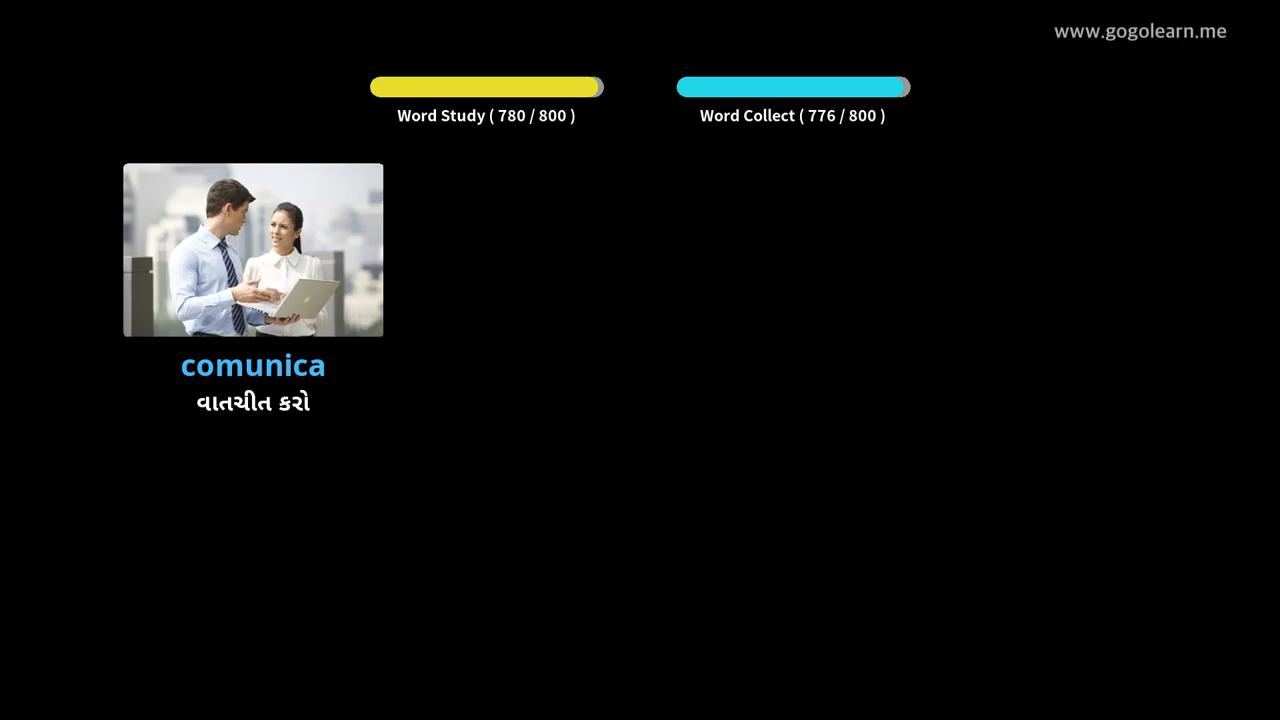 www.gogolearn.me
Word Study ( 780 / 800 )
Word Collect ( 776 / 800 )
comunica
વાતચીત કરો